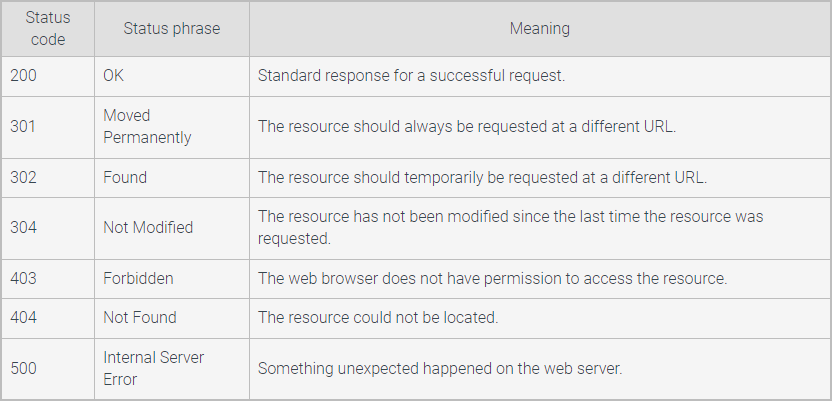 Status code
Status phrase
Meaning
200
OK
Standard response for a successful request.
301
Moved
Permanently
The resource should always be requested at a different URL.
302
Found
The resource should temporarily be requested at a different URL.
304
Not Modified
The resource has not been modified since the last time the resource was
requested.
403
Forbidden
The web browser does not have permission to access the resource.
404
Not Found
The resource could not be located.
500
Internal Server
Error
Something unexpected happened on the web server.